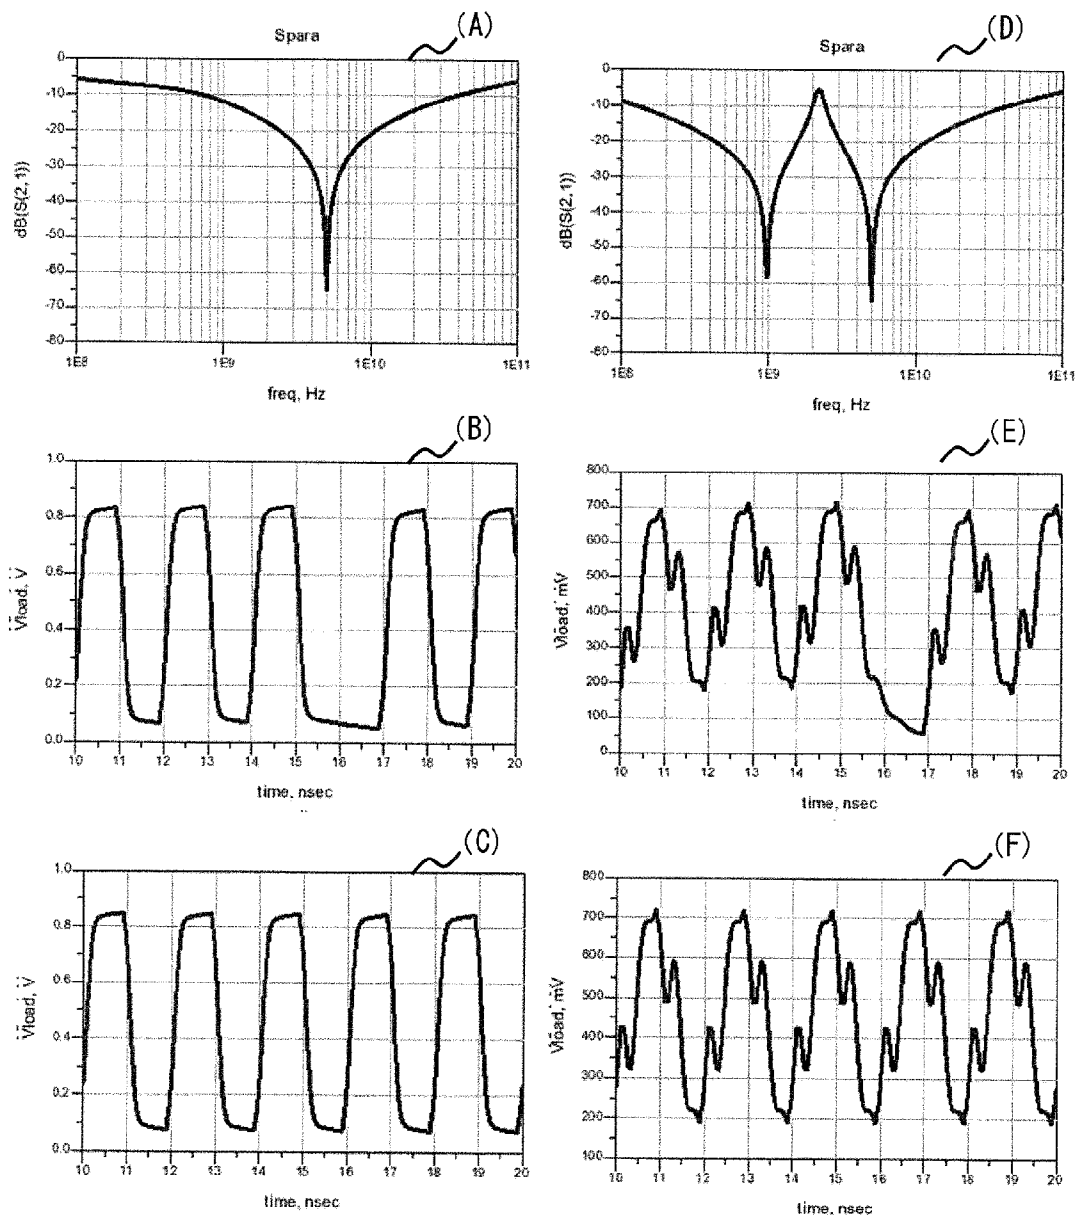 (A)
Spara
0
-10
-20
-30
-40
-50
-60
-70
-80
dB(S(2,1))
1E8
1E9
1E10
1E11
freq, Hz
(D)
Spara
0
-10
-20
-30
-40
-50
-60
-70
-80
dB(S(2,1))
1E8
1E9
1E10
1E11
freq, Hz
(B)
1.0
0.8
0.6
0.4
0.2
0.0
Vload, V
10 11 12 13 14 15 16 17 18 19 20
time, nsec
(E)
800
700
600
500
400
300
200
100
0
Vload, mV
10 11 12 13 14 15 16 17 18 19 20
time, nsec
(C)
1.0
0.8
0.6
0.4
0.2
0.0
Vload, V
10 11 12 13 14 15 16 17 18 19 20
time, nsec
(F)
800
700
600
500
400
300
200
100
Vload, mV
10 11 12 13 14 15 16 17 18 19 20
time, nsec